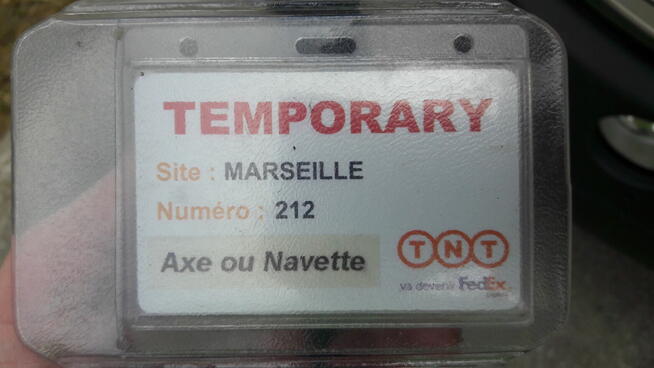 TEMPORARY
Site : MARSEILLE
Numéro : 212
Axe ou Navette
TNT
va devenir FedEx